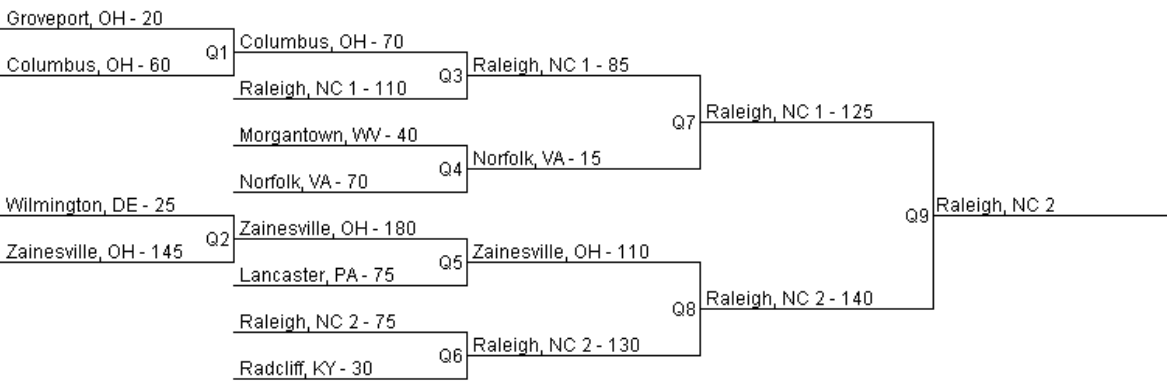 Groveport, OH - 20
Q1
Columbus, OH - 60
Columbus, OH - 70
Q3
Raleigh, NC 1 - 110
Raleigh, NC 1 - 85
Q7
Morgantown, WV - 40
Q4
Norfolk, VA - 70
Norfolk, VA - 15
Raleigh, NC 1 - 125
Q9
Raleigh, NC 2
Wilmington, DE - 25
Q2
Zainesville, OH - 145
Zainesville, OH - 180
Q5
Lancaster, PA - 75
Zainesville, OH - 110
Q8
Raleigh, NC 2 - 140
Raleigh, NC 2 - 75
Q6
Radcliff, KY - 30
Raleigh, NC 2 - 130